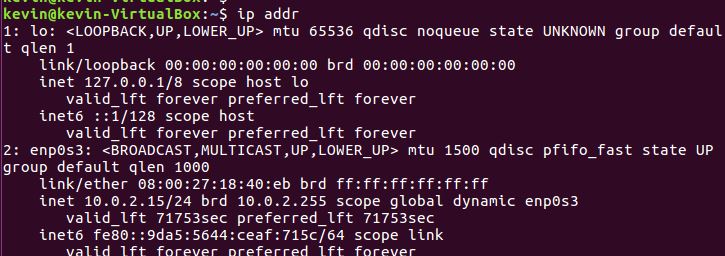 kevin@kevin-VirtualBox:~$ ip addr
1: lo: <LOOPBACK,UP,LOWER_UP> mtu 65536 qdisc noqueue state UNKNOWN group defaul
t qlen 1
    link/loopback 00:00:00:00:00:00 brd 00:00:00:00:00:00
    inet 127.0.0.1/8 scope host lo
       valid_lft forever preferred_lft forever
    inet6 ::1/128 scope host
       valid_lft forever preferred_lft forever
2: enp0s3: <BROADCAST,MULTICAST,UP,LOWER_UP> mtu 1500 qdisc pfifo_fast state UP
group default qlen 1000
    link/ether 08:00:27:18:40:eb brd ff:ff:ff:ff:ff:ff
    inet 10.0.2.15/24 brd 10.0.2.255 scope global dynamic enp0s3
       valid_lft 71753sec preferred_lft 71753sec
    inet6 fe80::9da5:5644:ceaf:715c/64 scope link
       valid_lft forever preferred_lft forever